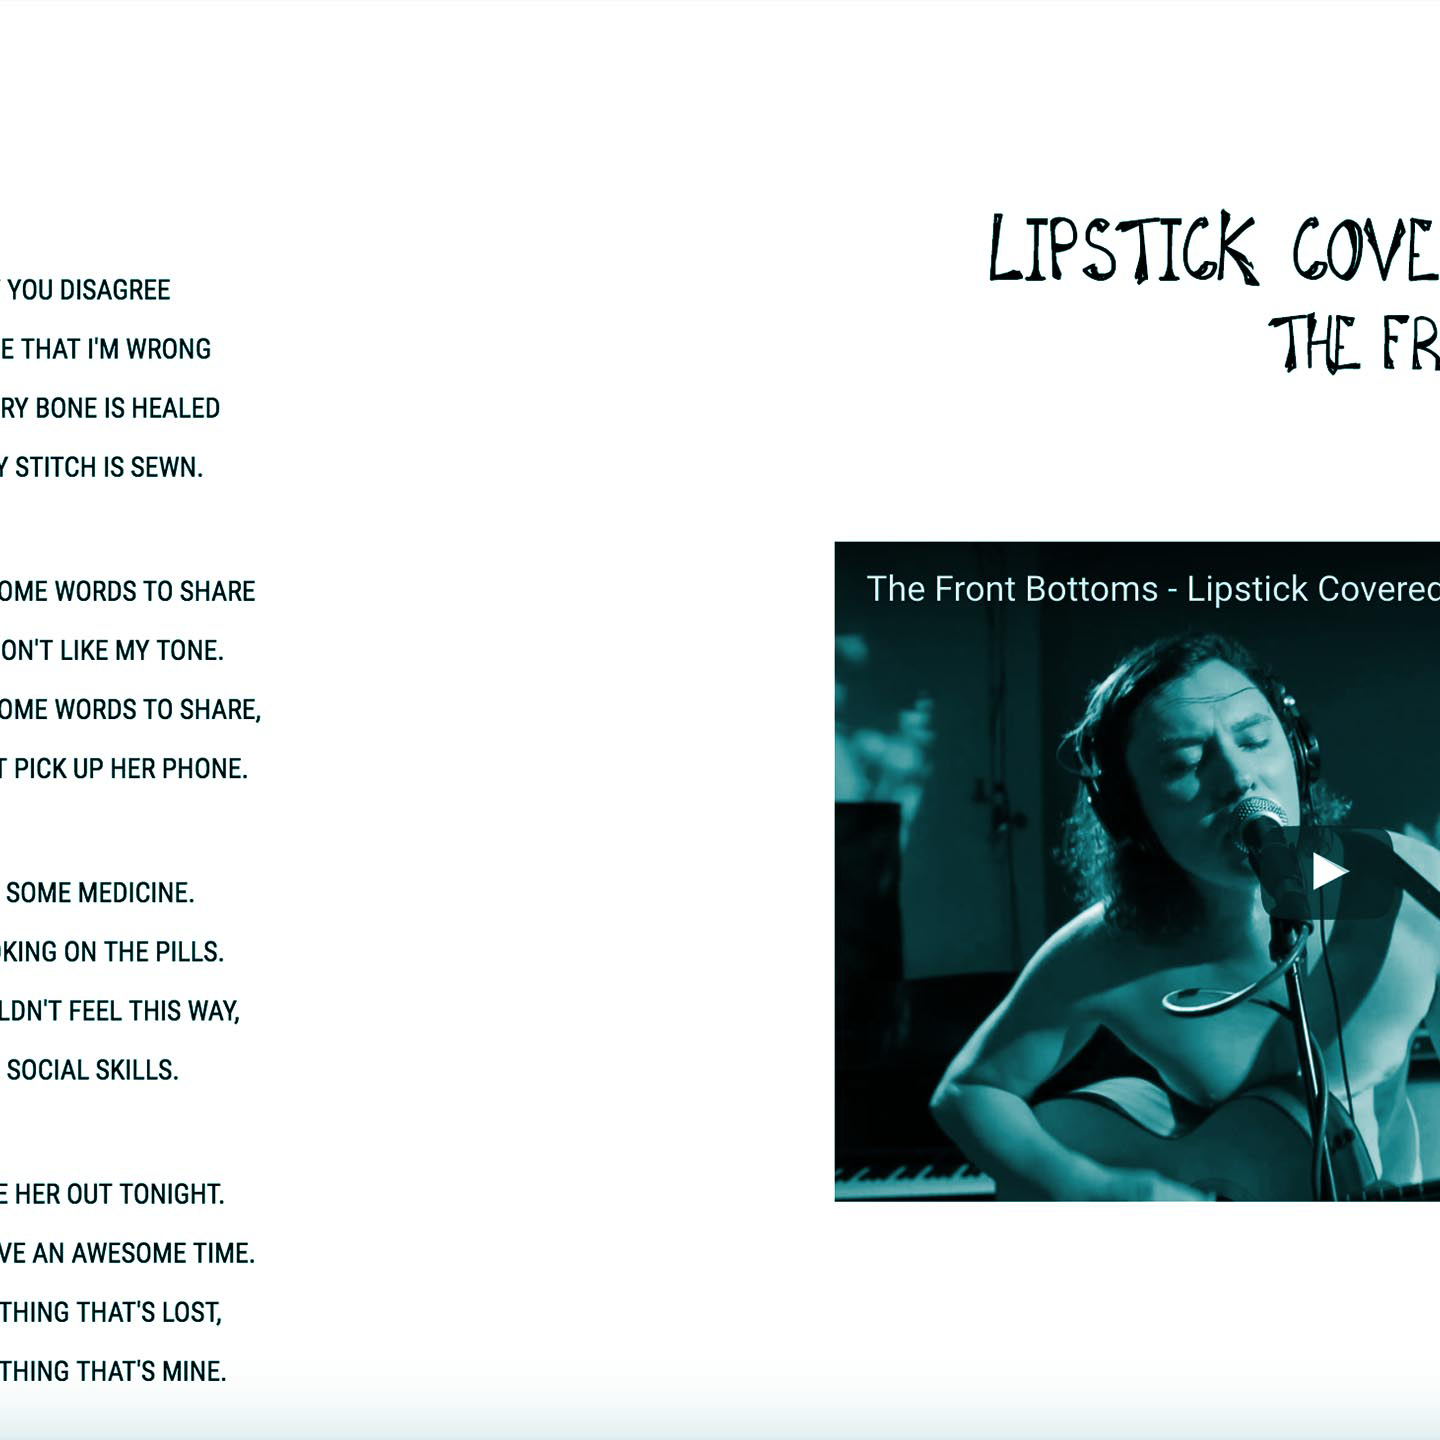 YOU DISAGREE
E THAT I'M WRONG
RY BONE IS HEALED
Y STITCH IS SEWN.
OME WORDS TO SHARE
ON'T LIKE MY TONE.
OME WORDS TO SHARE,
T PICK UP HER PHONE.
SOME MEDICINE.
KING ON THE PILLS.
LDN'T FEEL THIS WAY,
SOCIAL SKILLS.
E HER OUT TONIGHT.
VE AN AWESOME TIME.
THING THAT'S LOST,
THING THAT'S MINE.
LIPSTICK COVE
THE FR
The Front Bottoms - Lipstick Covered